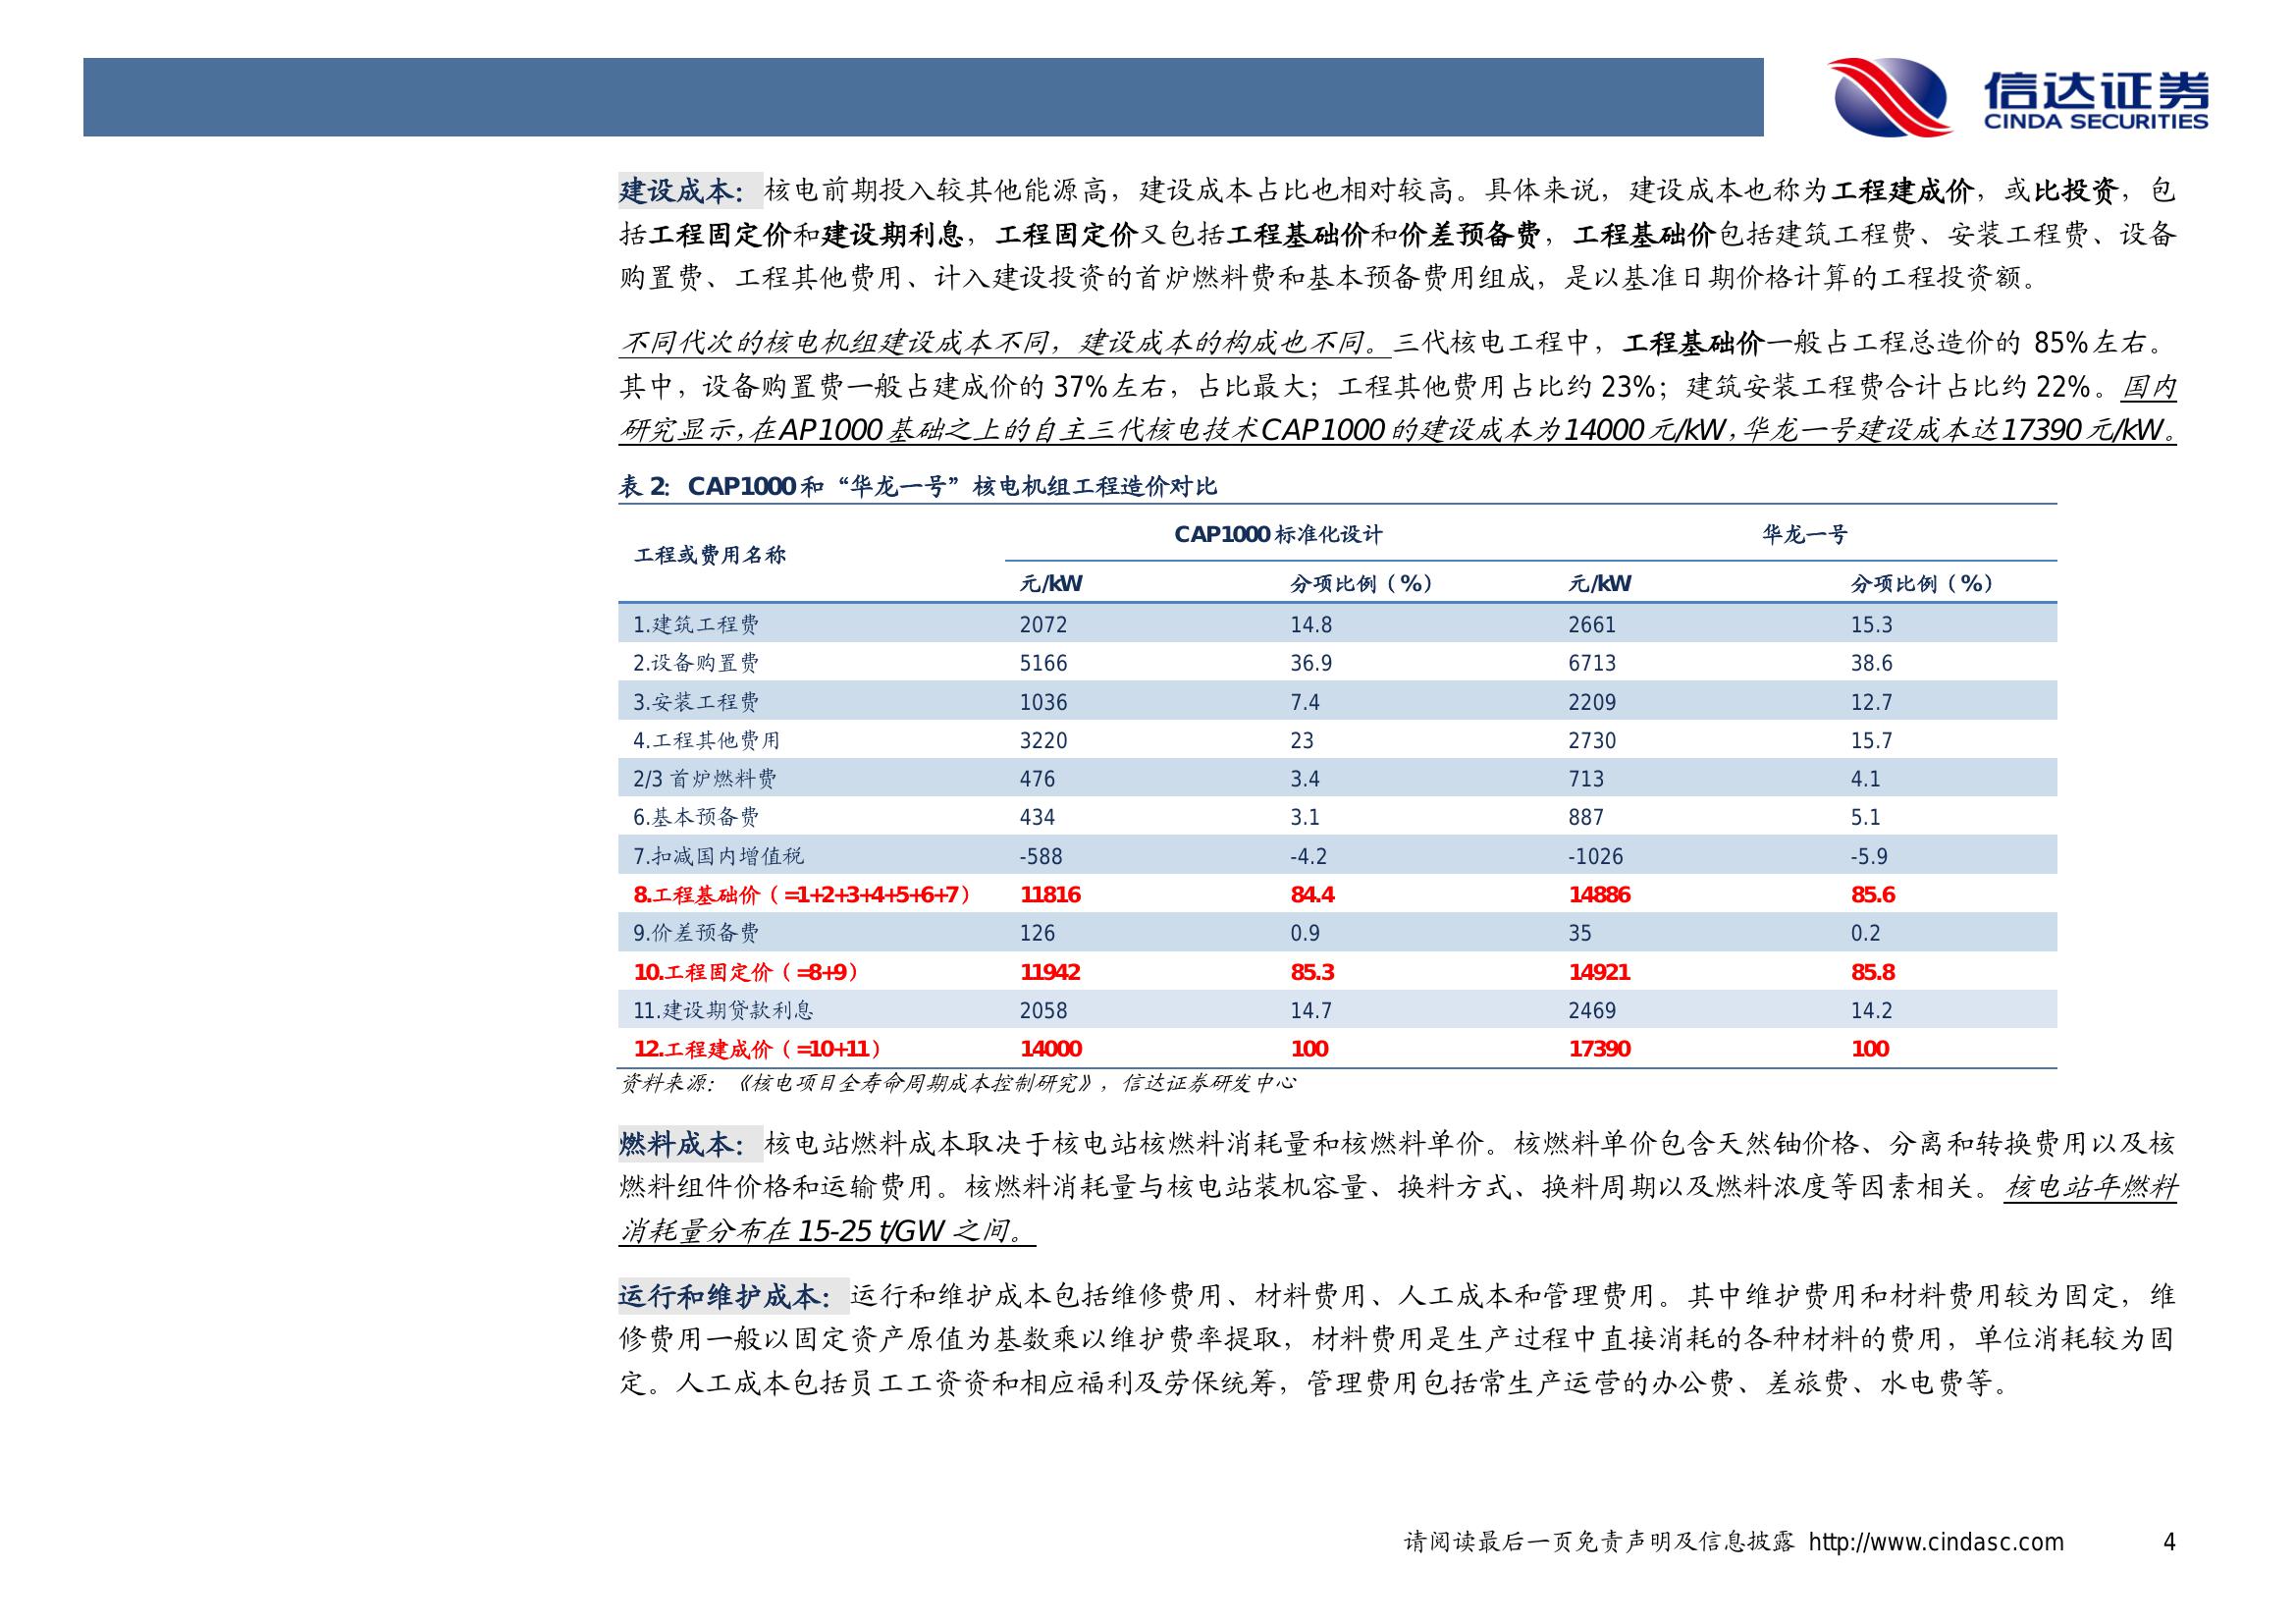 信达证券
CINDA SECURITIES
建设成本：核电前期投入较其他能源高，建设成本占比也相对较高。具体来说，建设成本也称为工程建成价，或比投资，包
括工程固定价和建设期利息，工程固定价又包括工程基础价和价差预备费，工程基础价包括建筑工程费、安装工程费、设备
购置费、工程其他费用、计入建设投资的首炉燃料费和基本预备费用组成，是以基准日期价格计算的工程投资额。
不同代次的核电机组建设成本不同，建设成本的构成也不同。三代核电工程中，工程基础价一般占工程总造价的 85%左右。
其中，设备购置费一般占建成价的 37%左右，占比最大；工程其他费用占比约 23%；建筑安装工程费合计占比约 22%。国内
研究显示，在AP1000 基础之上的自主三代核电技术CAP1000 的建设成本为14000 元/kW，华龙一号建设成本达17390 元/kW。
表 2： CAP1000 和“华龙一号”核电机组工程造价对比
工程或费用名称 CAP1000 标准化设计 华龙一号
元/kW 分项比例（%） 元/kW 分项比例（%）
1.建筑工程费 2072 14.8 2661 15.3
2.设备购置费 5166 36.9 6713 38.6
3.安装工程费 1036 7.4 2209 12.7
4.工程其他费用 3220 23 2730 15.7
2/3 首炉燃料费 476 3.4 713 4.1
6.基本预备费 434 3.1 887 5.1
7.扣减国内增值税 -588 -4.2 -1026 -5.9
8.工程基础价（=1+2+3+4+5+6+7） 11816 84.4 14886 85.6
9.价差预备费 126 0.9 35 0.2
10.工程固定价（=8+9） 11942 85.3 14921 85.8
11.建设期贷款利息 2058 14.7 2469 14.2
12.工程建成价（=10+11） 14000 100 17390 100
资料来源：《核电项目全寿命周期成本控制研究》，信达证券研发中心
燃料成本：核电站燃料成本取决于核电站核燃料消耗量和核燃料单价。核燃料单价包含天然铀价格、分离和转换费用以及核
燃料组件价格和运输费用。核燃料消耗量与核电站装机容量、换料方式、换料周期以及燃料浓度等因素相关。核电站年燃料
消耗量分布在 15-25 t/GW 之间。
运行和维护成本：运行和维护成本包括维修费用、材料费用、人工成本和管理费用。其中维护费用和材料费用较为固定，维
修费用一般以固定资产原值为基数乘以维护费率提取，材料费用是生产过程中直接消耗的各种材料的费用，单位消耗较为固
定。人工成本包括员工工资资和相应福利及劳保统筹，管理费用包括常生产运营的办公费、差旅费、水电费等。
请阅读最后一页免责声明及信息披露 http://www.cindasc.com 4